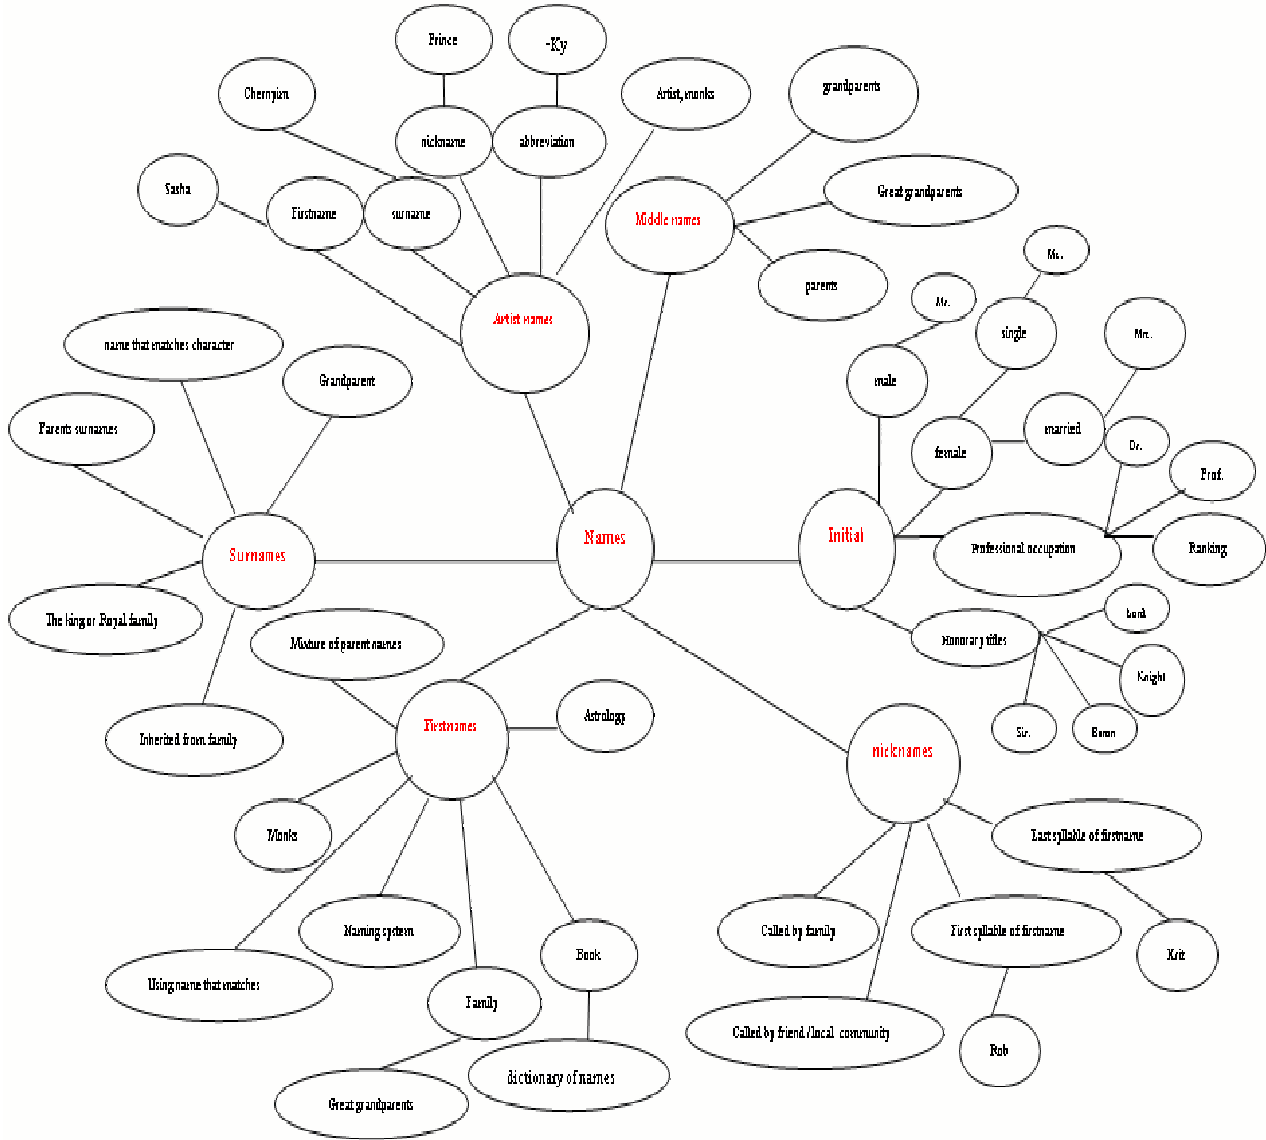 Prince
-Ky
Chernjan
Artist, monks
grandparents
nickname
abbreviation
Sasha
Firstname
surname
Middle names
Great grandparents
parents
Artist names
single
male
married
female
name that matches character
Grandparent
Parents surnames
Dr.
Prof.
Ranking
Names
Initial
Professional occupation
Surnames
The king or Royal family
Honorary titles
Lord
Knight
Sir.
Baron
Mixture of parent names
Inherited from family
Firstnames
Astrology
nicknames
Monks
Last syllable of firstname
Naming system
Book
Called by family
First syllable of firstname
Krit
Using name that matches
Family
Called by friend / local community
Rob
dictionary of names
Great grandparents